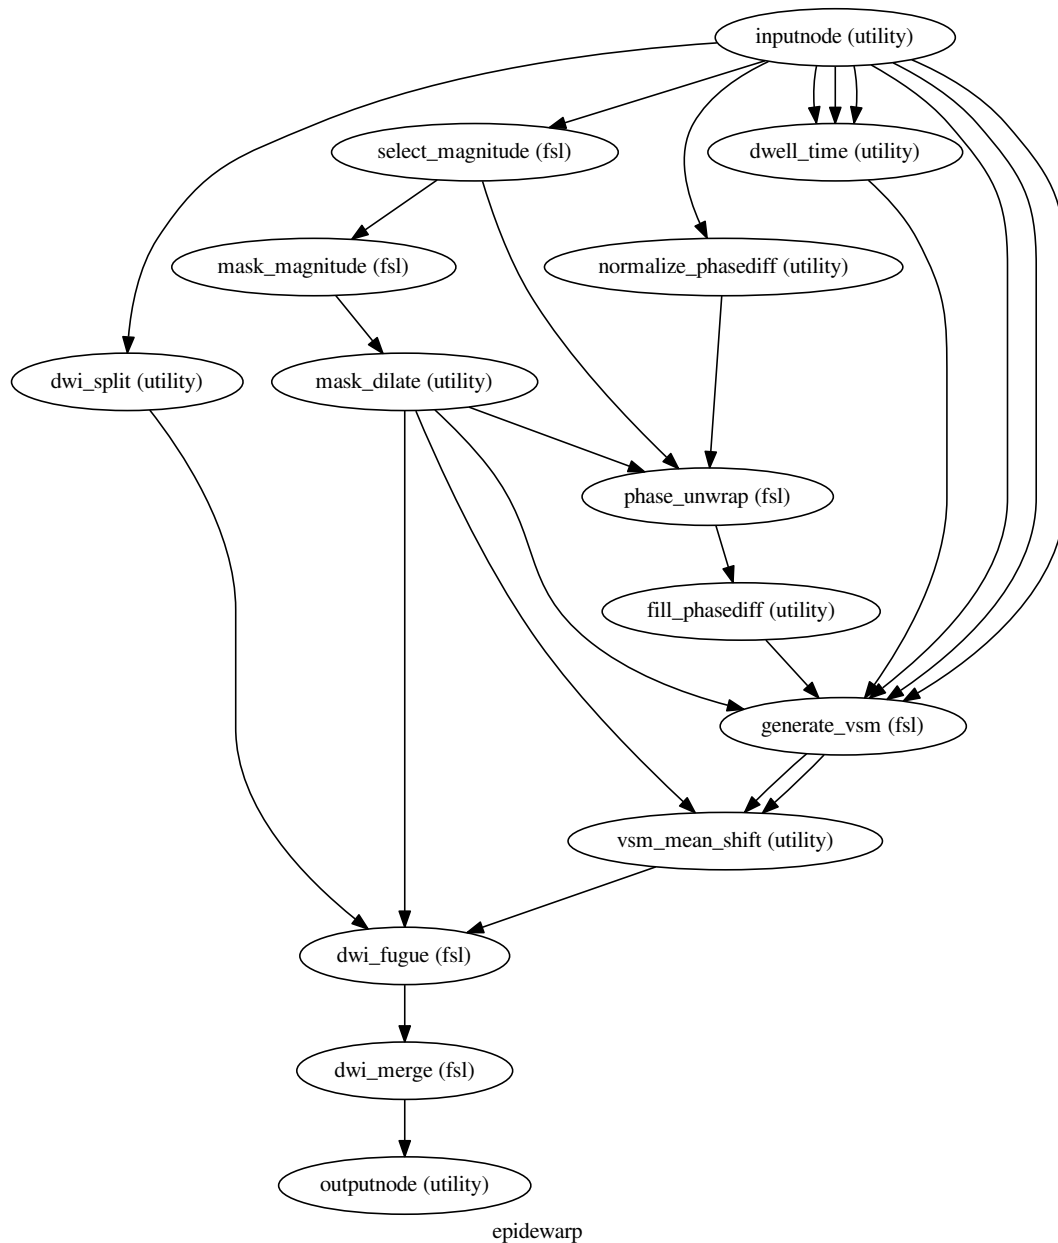 inputnode (utility)
select_magnitude (fsl)
dwell_time (utility)
mask_magnitude (fsl)
normalize_phasediff (utility)
dwi_split (utility)
mask_dilate (utility)
phase_unwrap (fsl)
fill_phasediff (utility)
generate_vsm (fsl)
vsm_mean_shift (utility)
dwi_fugue (fsl)
dwi_merge (fsl)
outputnode (utility)
epidewarp